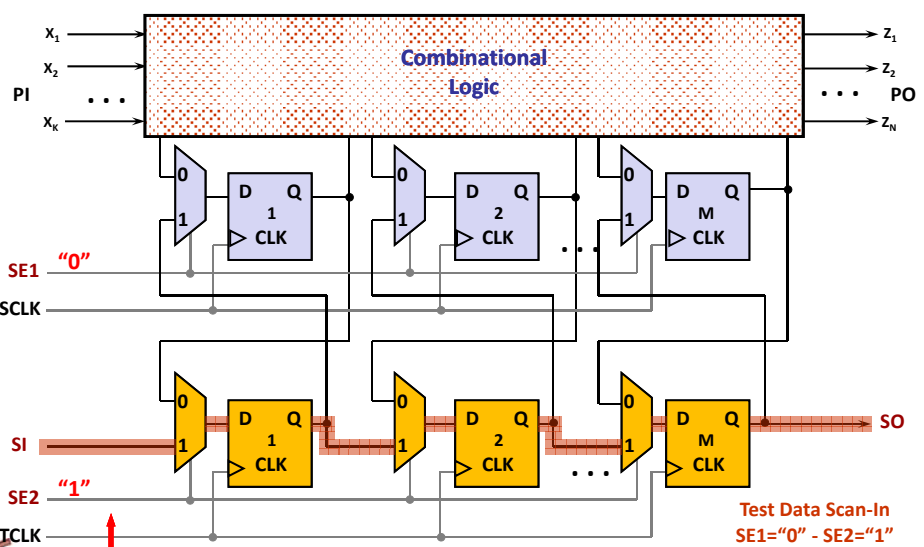 X1
X2
PI
. . .
XK
Combinational
Logic
Z1
Z2
. . .
PO
ZN
0
1
D Q
1
CLK
0
1
D Q
2
CLK
. . .
0
1
D Q
M
CLK
SE1 "0"
SCLK
0
1
D Q
1
CLK
0
1
D Q
2
CLK
. . .
0
1
D Q
M
CLK
SI
SO
SE2 "1"
TCLK
Test Data Scan-In
SE1="0" - SE2="1"